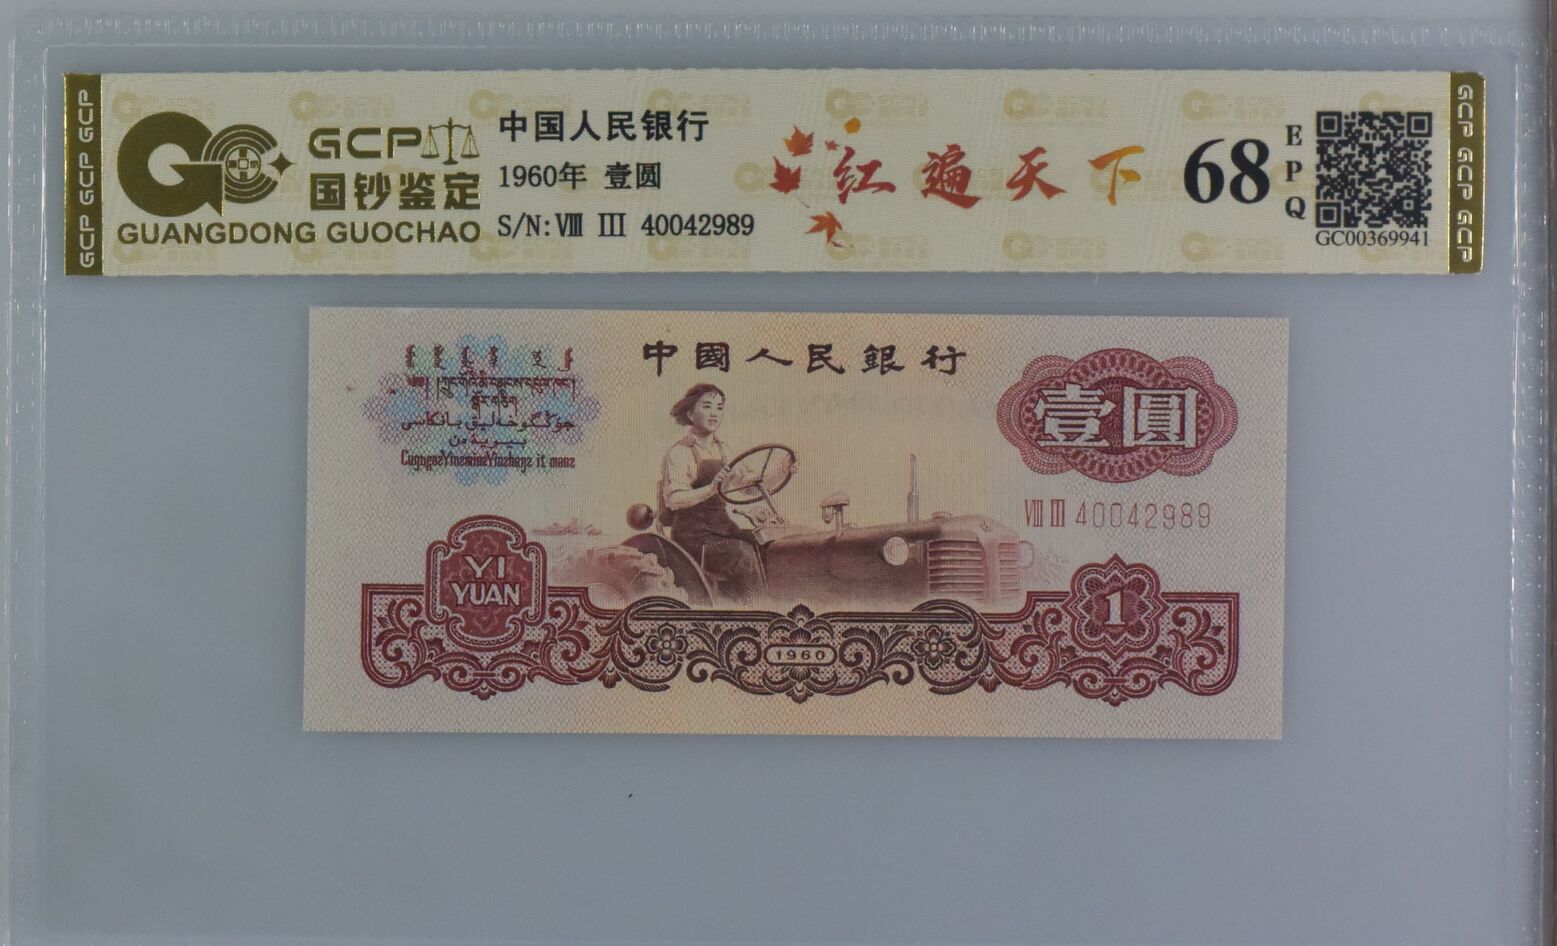 GCP GCP GCP
GCP
国钞鉴定
GUANGDONG GUOCHAO
中国人民银行
1960年 壹圆
S/N: Ⅷ Ⅲ 40042989
红遍天下
68
EPQ
GC00369941
GCP GCP GCP
中國人民銀行
壹圓
Ⅷ Ⅲ 40042989
YI
YUAN
1960
1